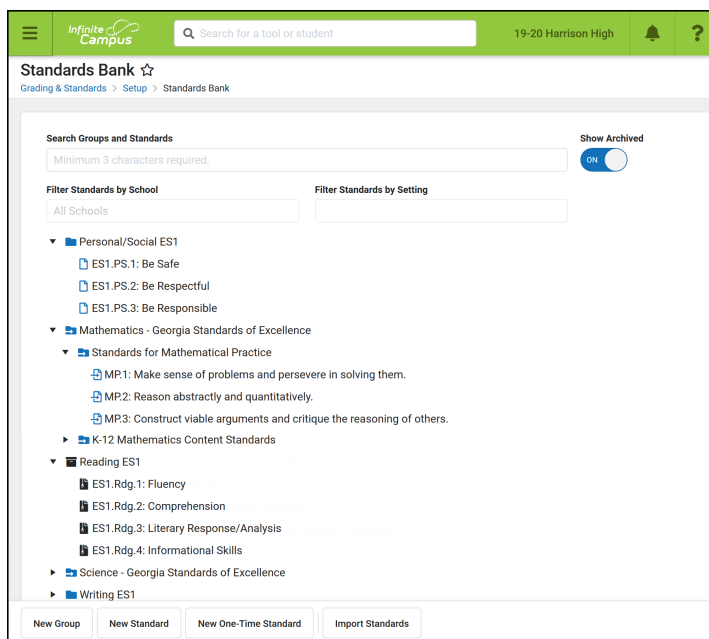 Infinite Campus
Search for a tool or student
19-20 Harrison High
?
Standards Bank
Grading & Standards > Setup > Standards Bank
Search Groups and Standards
Show Archived
Minimum 3 characters required.
ON
Filter Standards by School
Filter Standards by Setting
All Schools
Personal/Social ES1
ES1.PS.1: Be Safe
ES1.PS.2: Be Respectful
ES1.PS.3: Be Responsible
Mathematics - Georgia Standards of Excellence
Standards for Mathematical Practice
MP.1: Make sense of problems and persevere in solving them.
MP.2: Reason abstractly and quantitatively.
MP.3: Construct viable arguments and critique the reasoning of others.
K-12 Mathematics Content Standards
Reading ES1
ES1.Rdg.1: Fluency
ES1.Rdg.2: Comprehension
ES1.Rdg.3: Literary Response/Analysis
ES1.Rdg.4: Informational Skills
Science - Georgia Standards of Excellence
Writing ES1
New Group
New Standard
New One-Time Standard
Import Standards